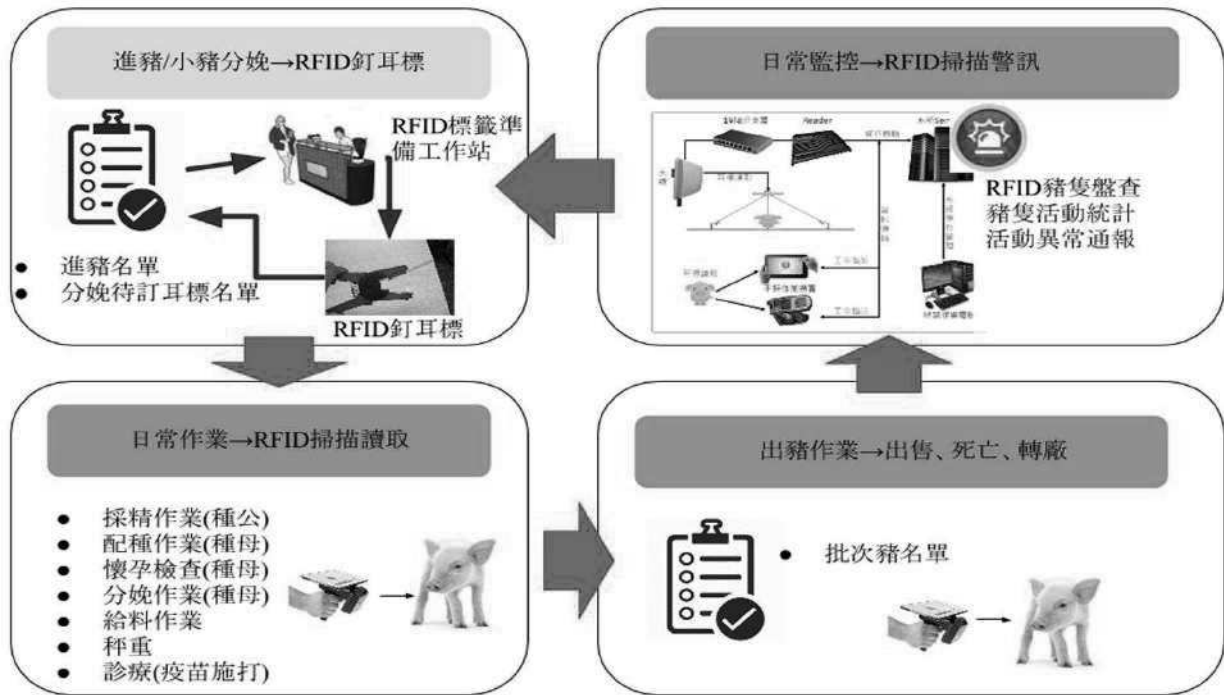 進豬/小豬分娩→RFID釘耳標
RFID標籤準
備工作站
● 進豬名單
● 分娩待訂耳標名單
RFID釘耳標
日常監控→RFID掃描警訊
Reader
RFID豬隻盤查
豬隻活動統計
活動異常通報
日常作業→RFID掃描讀取
● 採精作業(種公)
● 配種作業(種母)
● 懷孕檢查(種母)
● 分娩作業(種母)
● 給料作業
● 秤重
● 診療(疫苗施打)
出豬作業→出售、死亡、轉廠
● 批次豬名單